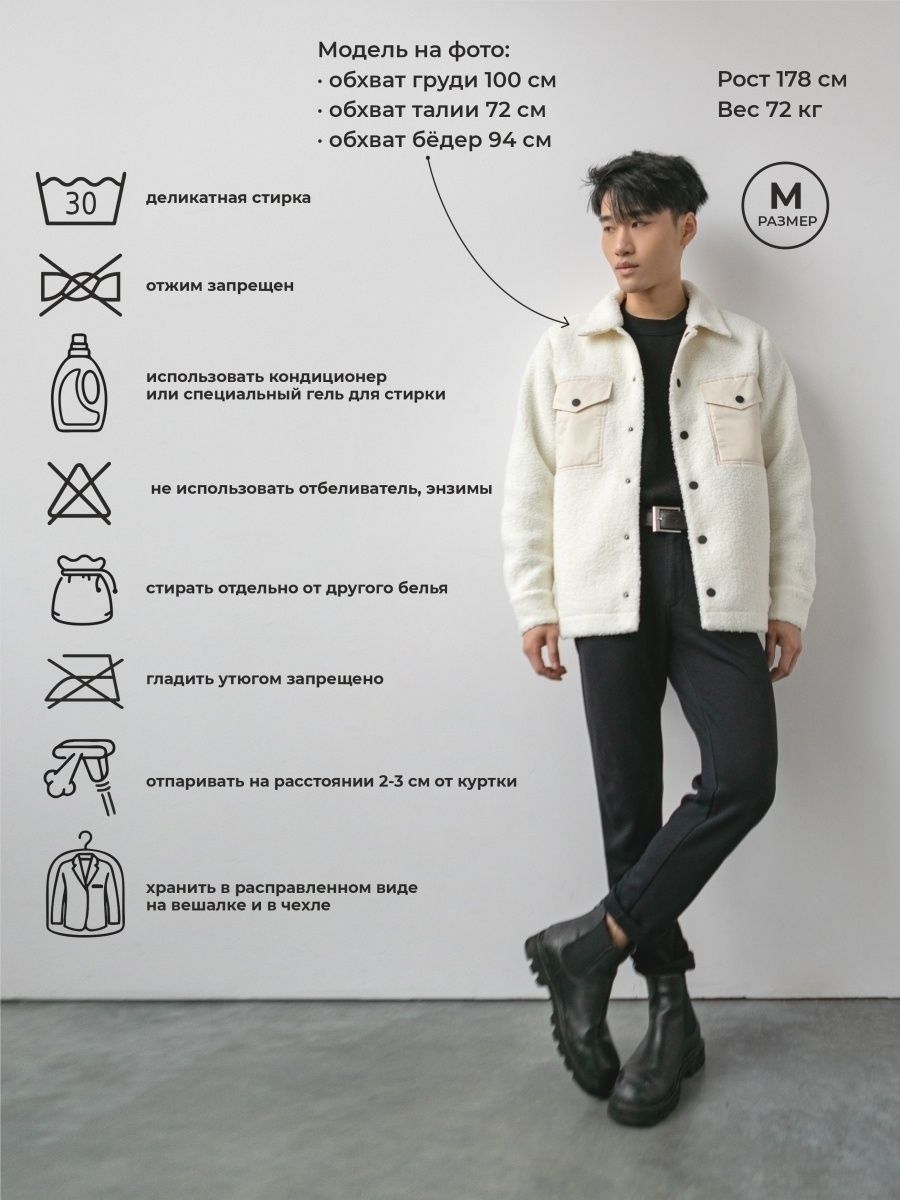 Модель на фото:
· обхват груди 100 см
· обхват талии 72 см
· обхват бёдер 94 см
Рост 178 см
Вес 72 кг
М
РАЗМЕР
30
деликатная стирка
отжим запрещен
использовать кондиционер
или специальный гель для стирки
не использовать отбеливатель, энзимы
стирать отдельно от другого белья
гладить утюгом запрещено
отпаривать на расстоянии 2-3 см от куртки
хранить в расправленном виде
на вешалке и в чехле